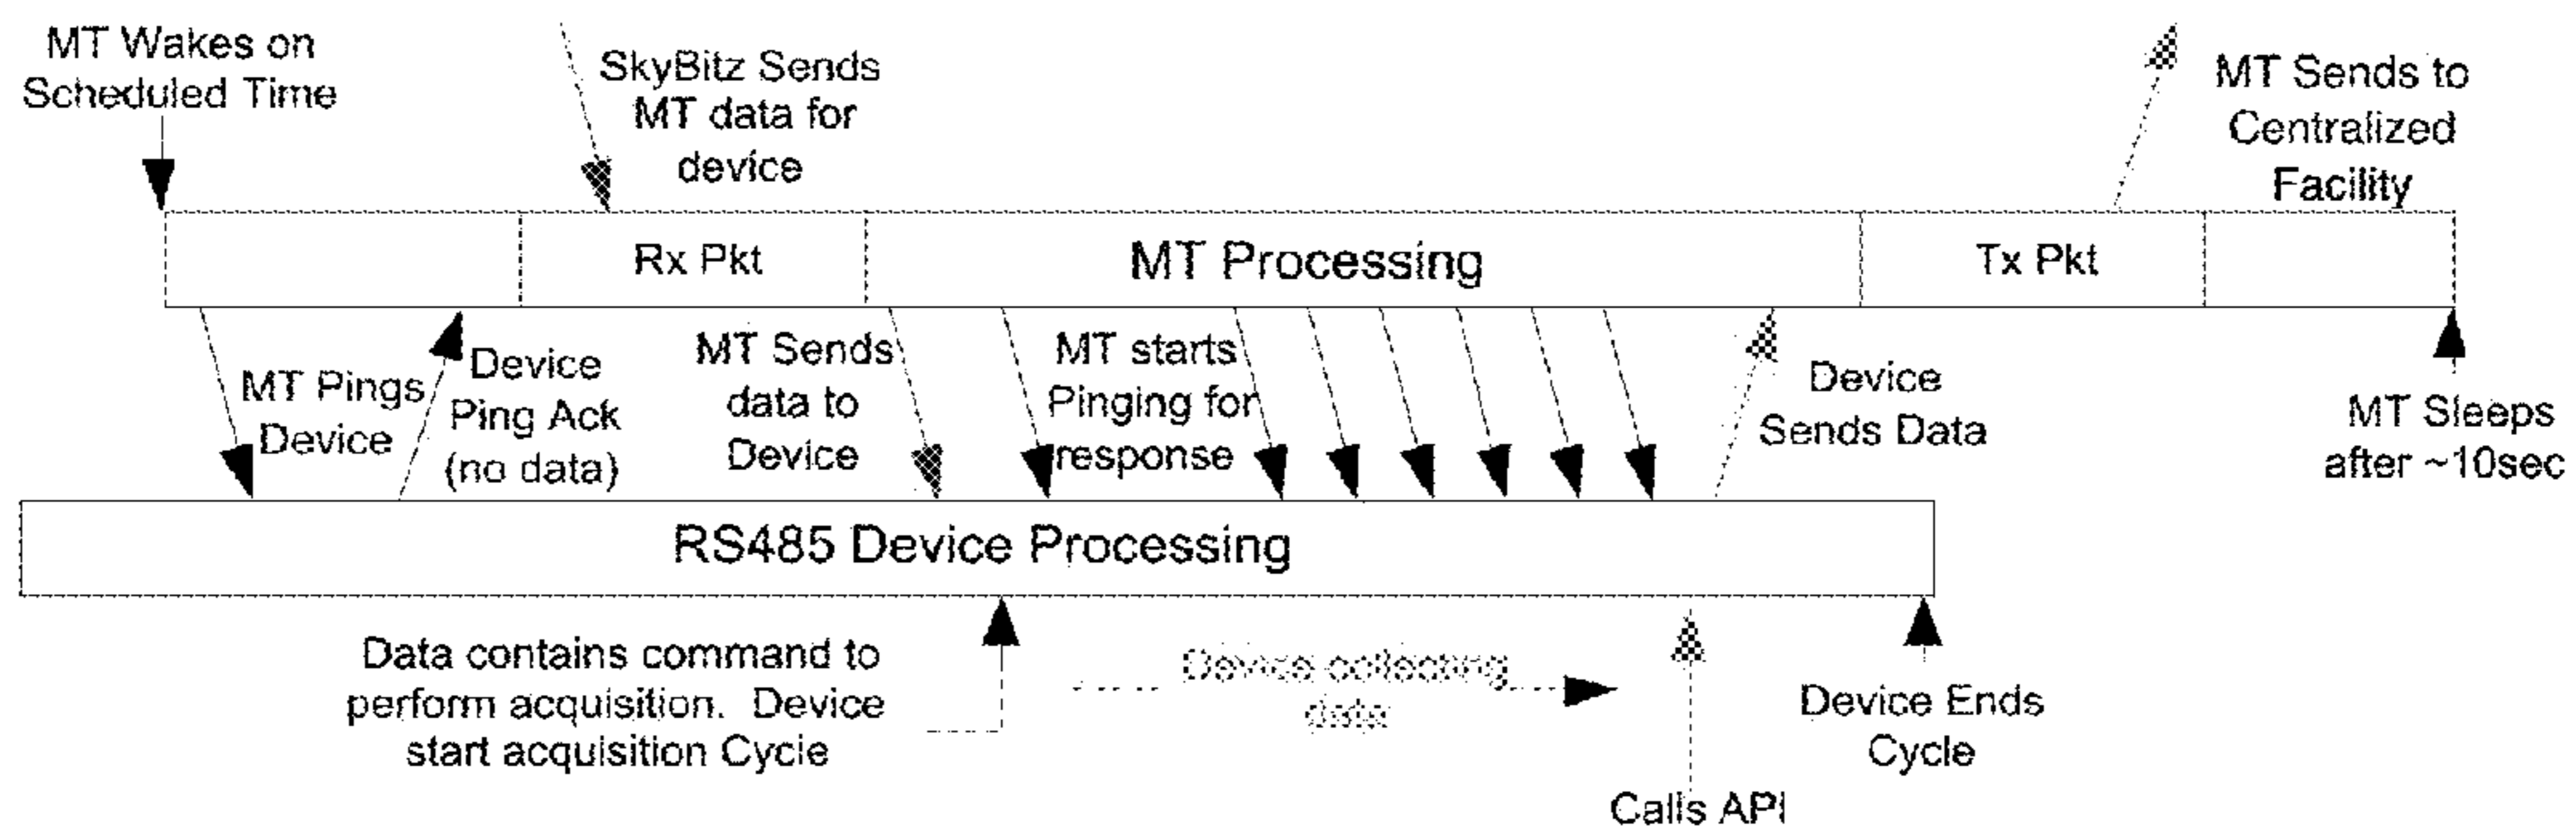 MT Wakes on
Scheduled Time
SkyBitz Sends
MT data for
device
MT Sends to
Centralized
Facility
Rx Pkt
MT Processing
Tx Pkt
MT Pings
Device
Device
Ping Ack
(no data)
MT Sends
data to
Device
MT starts
Pinging for
response
Device
Sends Data
MT Sleeps
after ~10sec
RS485 Device Processing
Data contains command to
perform acquisition. Device
start acquisition Cycle
Device collecting
data
Calls API
Device Ends
Cycle